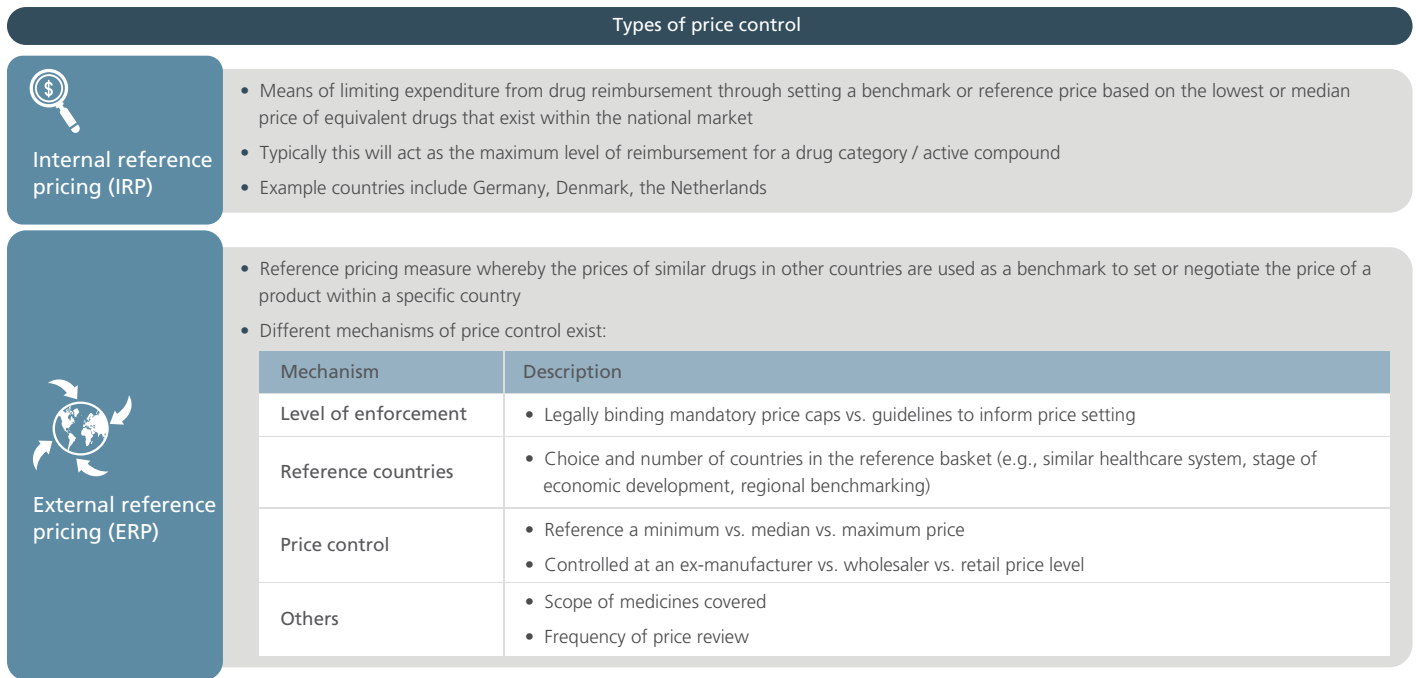 Types of price control
$
Internal reference
pricing (IRP)
• Means of limiting expenditure from drug reimbursement through setting a benchmark or reference price based on the lowest or median
price of equivalent drugs that exist within the national market
• Typically this will act as the maximum level of reimbursement for a drug category / active compound
• Example countries include Germany, Denmark, the Netherlands
External reference
pricing (ERP)
• Reference pricing measure whereby the prices of similar drugs in other countries are used as a benchmark to set or negotiate the price of a
product within a specific country
• Different mechanisms of price control exist:
Mechanism Description
Level of enforcement • Legally binding mandatory price caps vs. guidelines to inform price setting
Reference countries • Choice and number of countries in the reference basket (e.g., similar healthcare system, stage of
economic development, regional benchmarking)
Price control • Reference a minimum vs. median vs. maximum price
• Controlled at an ex-manufacturer vs. wholesaler vs. retail price level
Others • Scope of medicines covered
• Frequency of price review